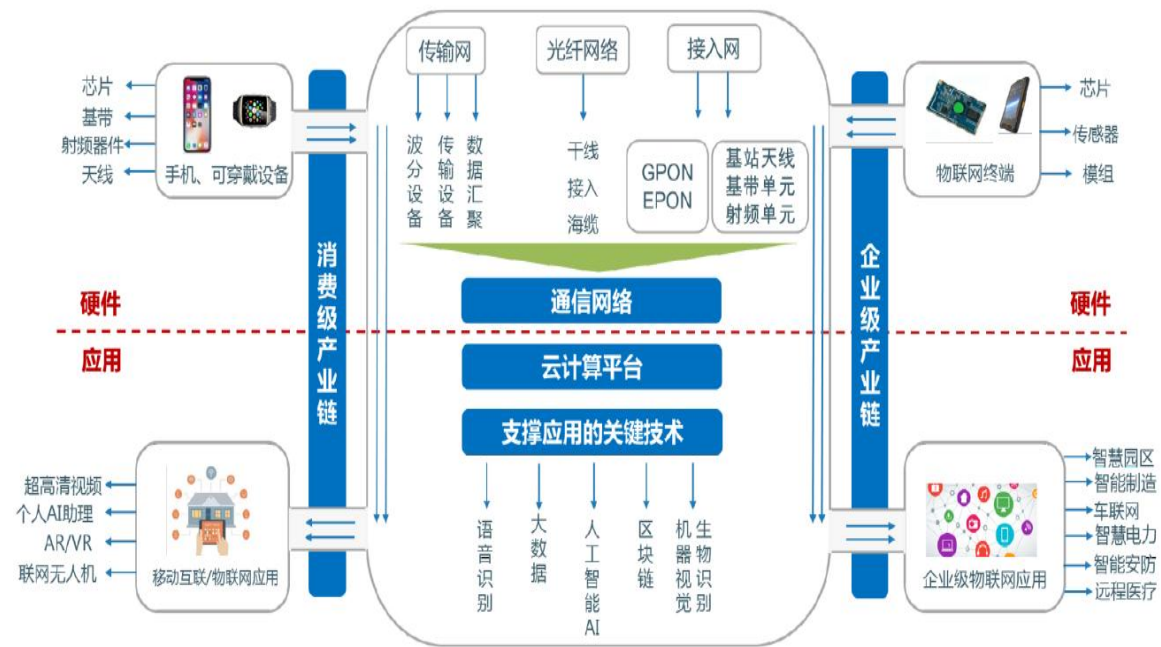 传输网
光纤网络
接入网
芯片
基带
射频器件
天线
手机、可穿戴设备
波分设备
传输设备
数据汇聚
干线
接入
海缆
GPON
EPON
基站天线
基带单元
射频单元
物联网终端
芯片
传感器
模组
消费级产业链
企业级产业链
硬件
通信网络
硬件
应用
云计算平台
应用
支撑应用的关键技术
超高清视频
个人AI助理
AR/VR
联网无人机
移动互联/物联网应用
语音识别
大数据
人工智能AI
区块链
机器视觉
生物识别
企业级物联网应用
智慧园区
智能制造
车联网
智慧电力
智能安防
远程医疗